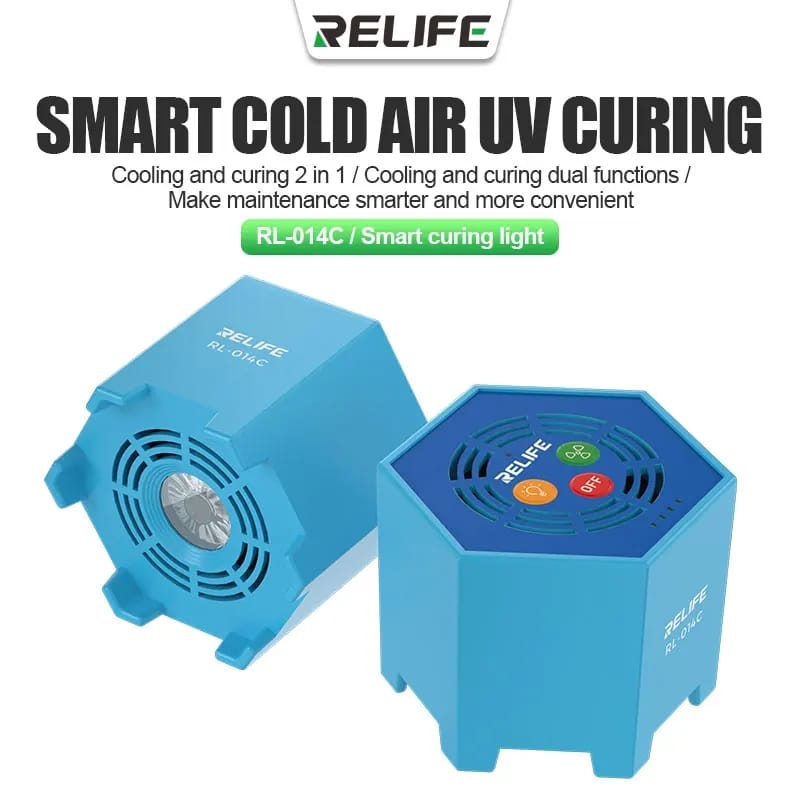 RELIFE
SMART COLD AIR UV CURING
Cooling and curing 2 in 1 / Cooling and curing dual functions /
Make maintenance smarter and more convenient
RL-014C / Smart curing light
RELIFE
RL-014C
RELIFE
OFF
RELIFE
RL-014C